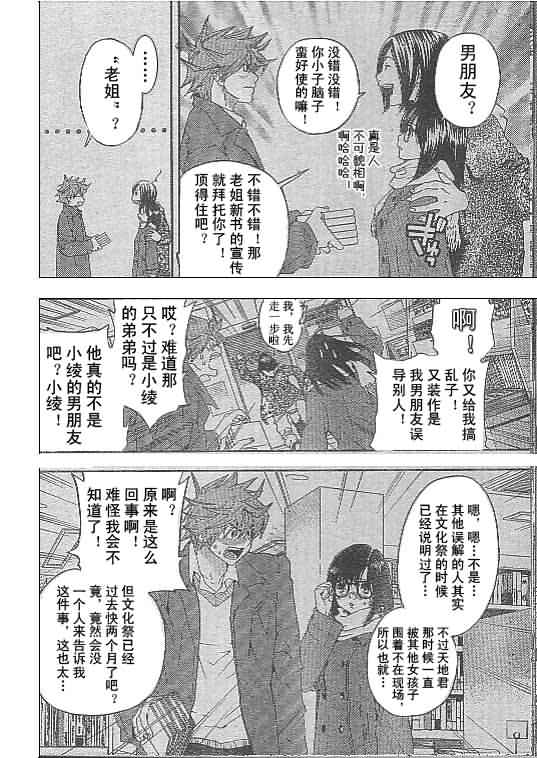 男朋友？
没错没错！
你小子脑子
蛮好使的嘛！
真是人
不可貌相啊，
啊哈哈哈！
不错不错！那
老姐新书的宣传
就拜托你了！
顶得住吧？
……
“老姐”？
啊！
你又给我搞
乱子！
又装作是
我男朋友误
导别人！
我，我先
走一步啦
哎？难道那
只不过是小绫
的弟弟吗？
他真的不是
小绫的男朋友
吧？小绫
嗯，嗯…不是…
其他误解的人其实
在文化祭的时候
已经说明过了…
不过天地君
那时候一直
被其他女孩子
围着不在现场，
所以也就…
啊？
原来是这么
回事啊！
难怪我会不
知道了！
但文化祭已经
过去快两个月了吧？
竟，竟然会没
一个人来告诉我
这件事，这也太…